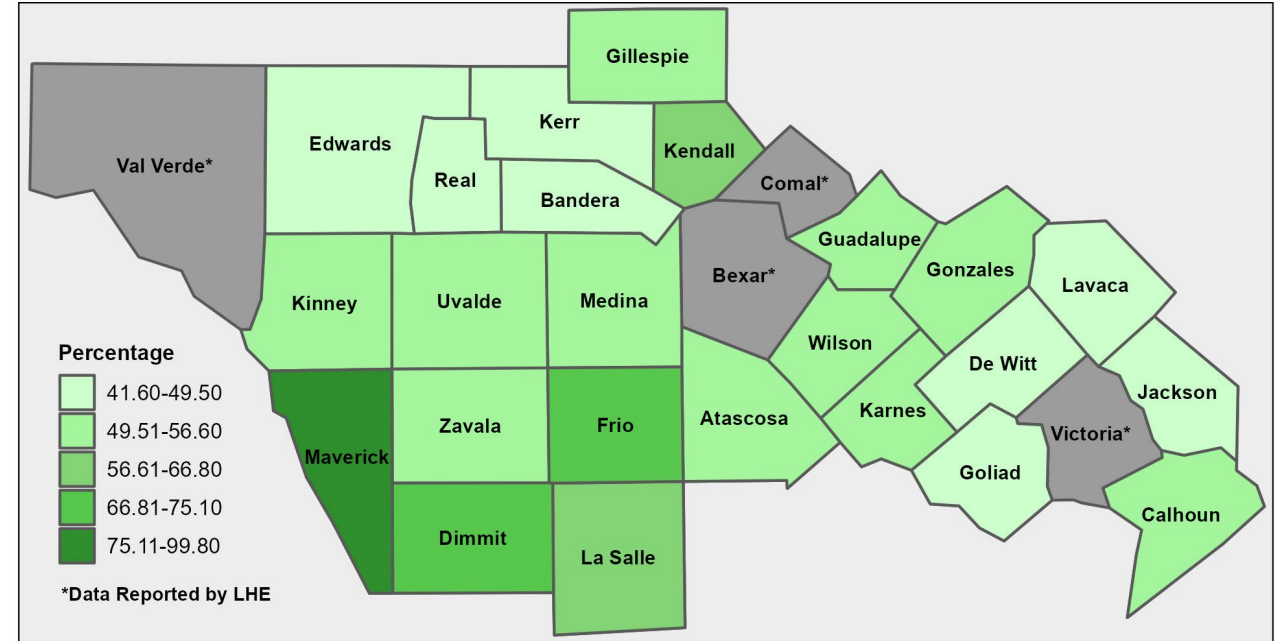 Gillespie
Kerr
Edwards
Kendall
Val Verde*
Real
Comal*
Bandera
Guadalupe
Gonzales
Bexar*
Lavaca
Kinney
Uvalde
Medina
Wilson
De Witt
Jackson
Karnes
Atascosa
Zavala
Frio
Victoria*
Maverick
Goliad
Calhoun
Dimmit
La Salle
Percentage
41.60-49.50
49.51-56.60
56.61-66.80
66.81-75.10
75.11-99.80
*Data Reported by LHE